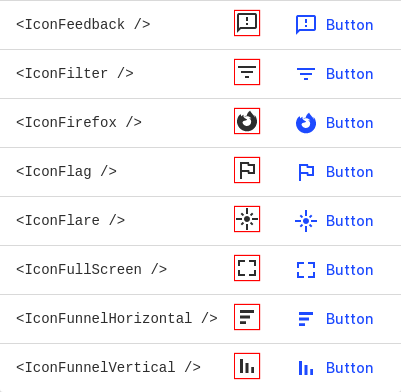 <IconFeedback /> Button
<IconFilter /> Button
<IconFirefox /> Button
<IconFlag /> Button
<IconFlare /> Button
<IconFullScreen /> Button
<IconFunnelHorizontal /> Button
<IconFunnelVertical /> Button